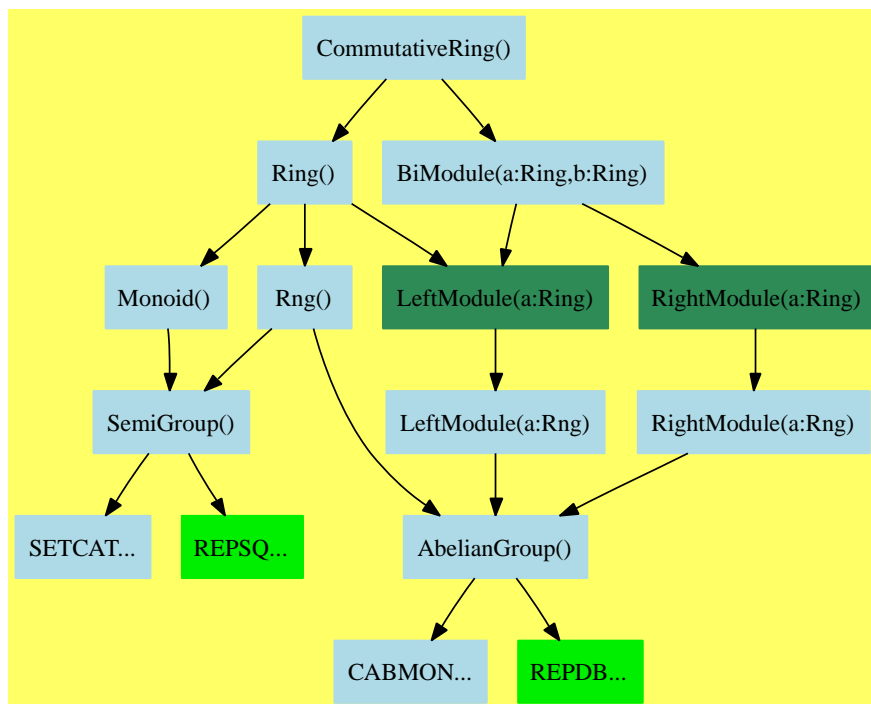 CommutativeRing()
Ring()
BiModule(a:Ring,b:Ring)
Monoid()
Rng()
LeftModule(a:Ring)
RightModule(a:Ring)
SemiGroup()
LeftModule(a:Rng)
RightModule(a:Rng)
SETCAT...
REPSQ...
AbelianGroup()
CABMON...
REPDB...